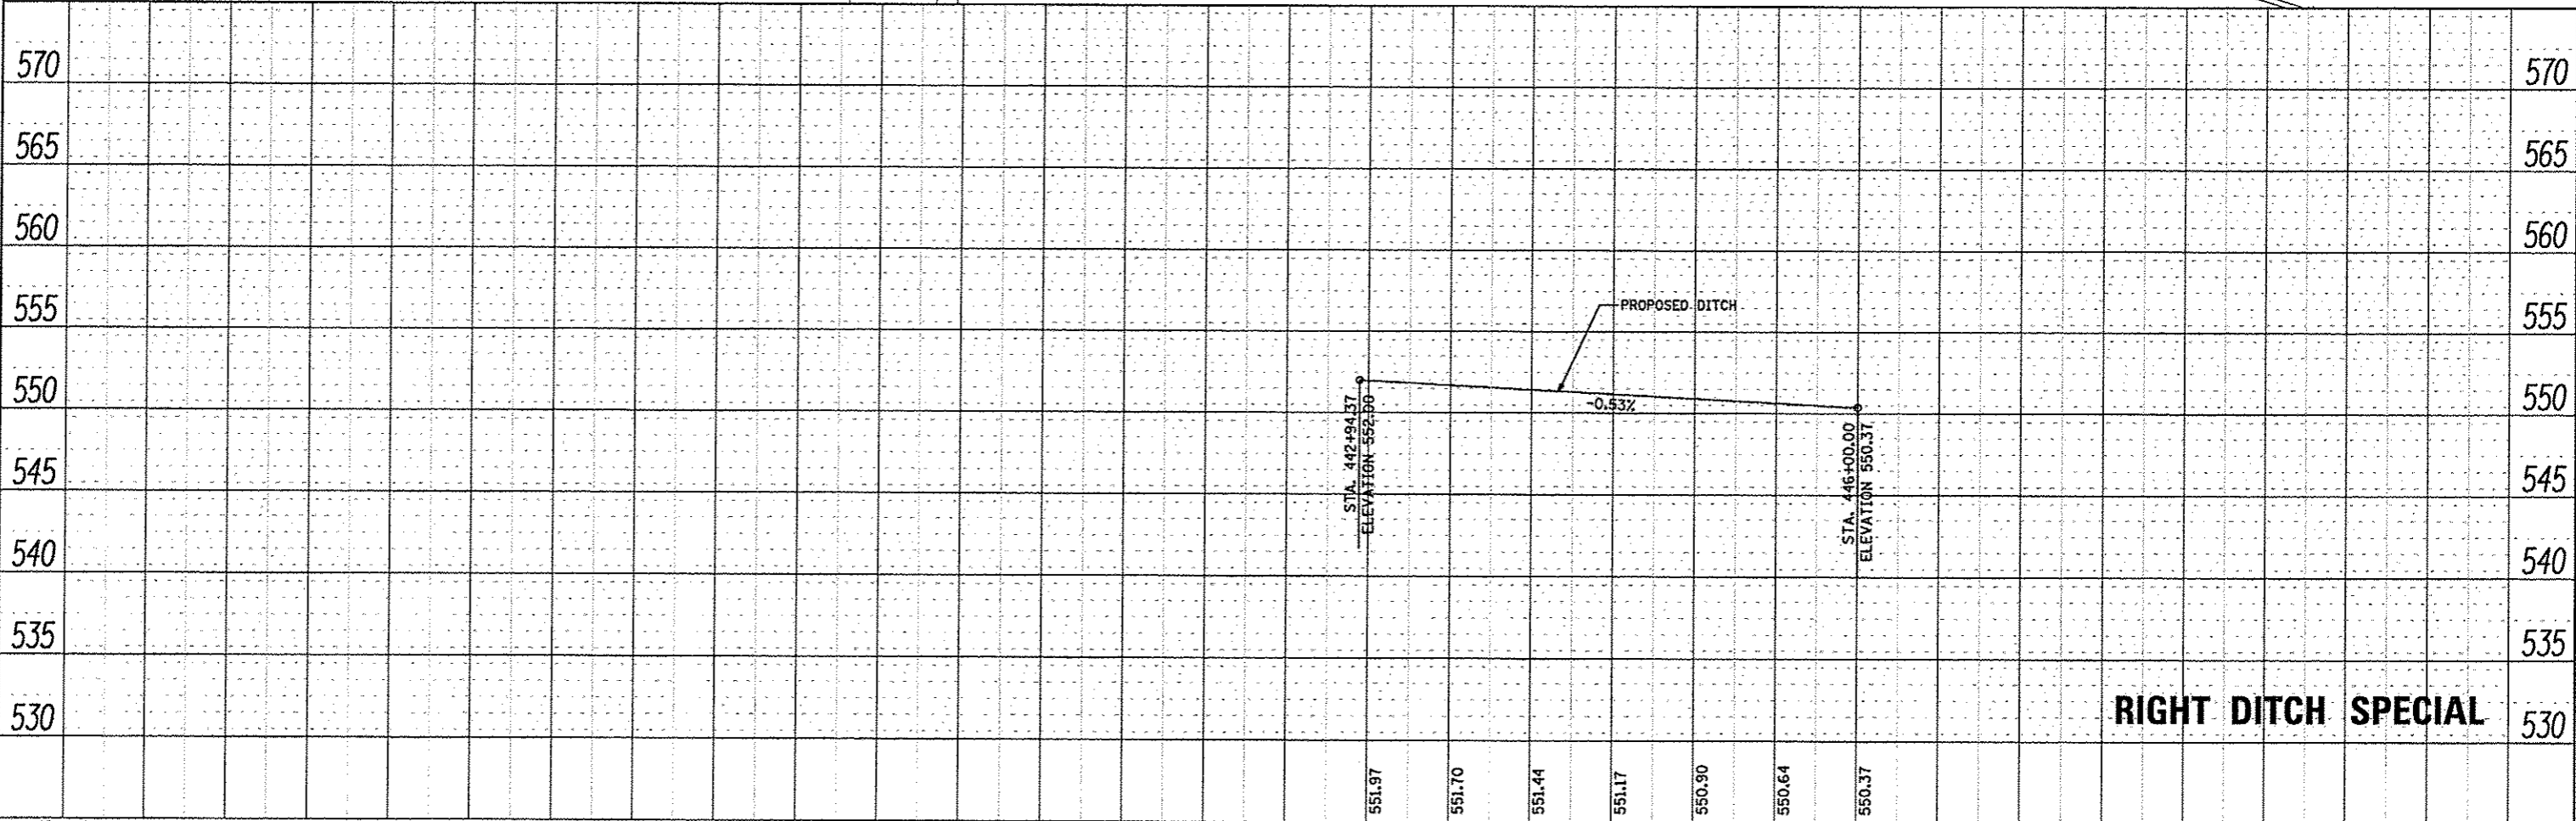 570 570
565 565
560 560
555 555
PROPOSED DITCH
550 550
-0.53%
STA. 442+94.37
ELEVATION 552.00
STA. 446+00.00
ELEVATION 550.37
545 545
540 540
535 535
RIGHT DITCH SPECIAL
530 530
551.97 551.70 551.44 551.17 550.90 550.64 550.37